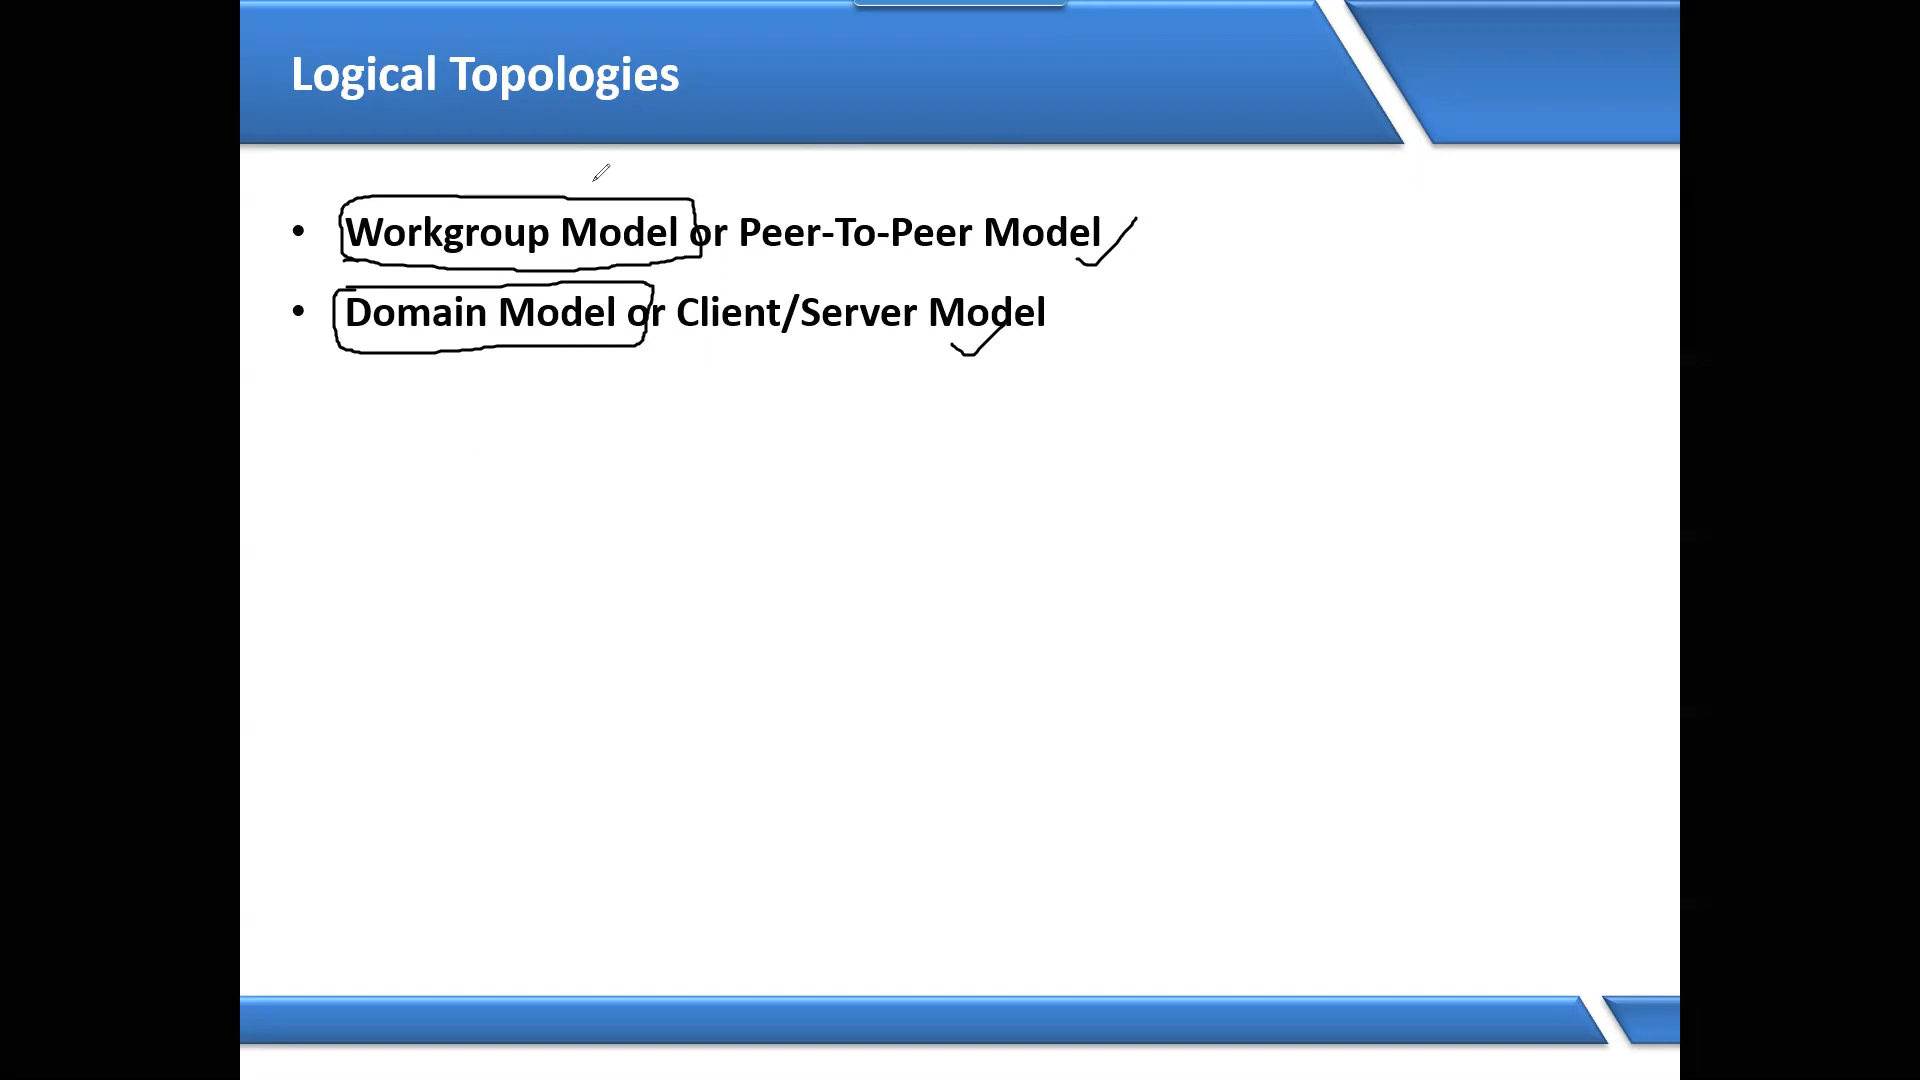 Logical Topologies
• Workgroup Model or Peer-To-Peer Model
• Domain Model or Client/Server Model